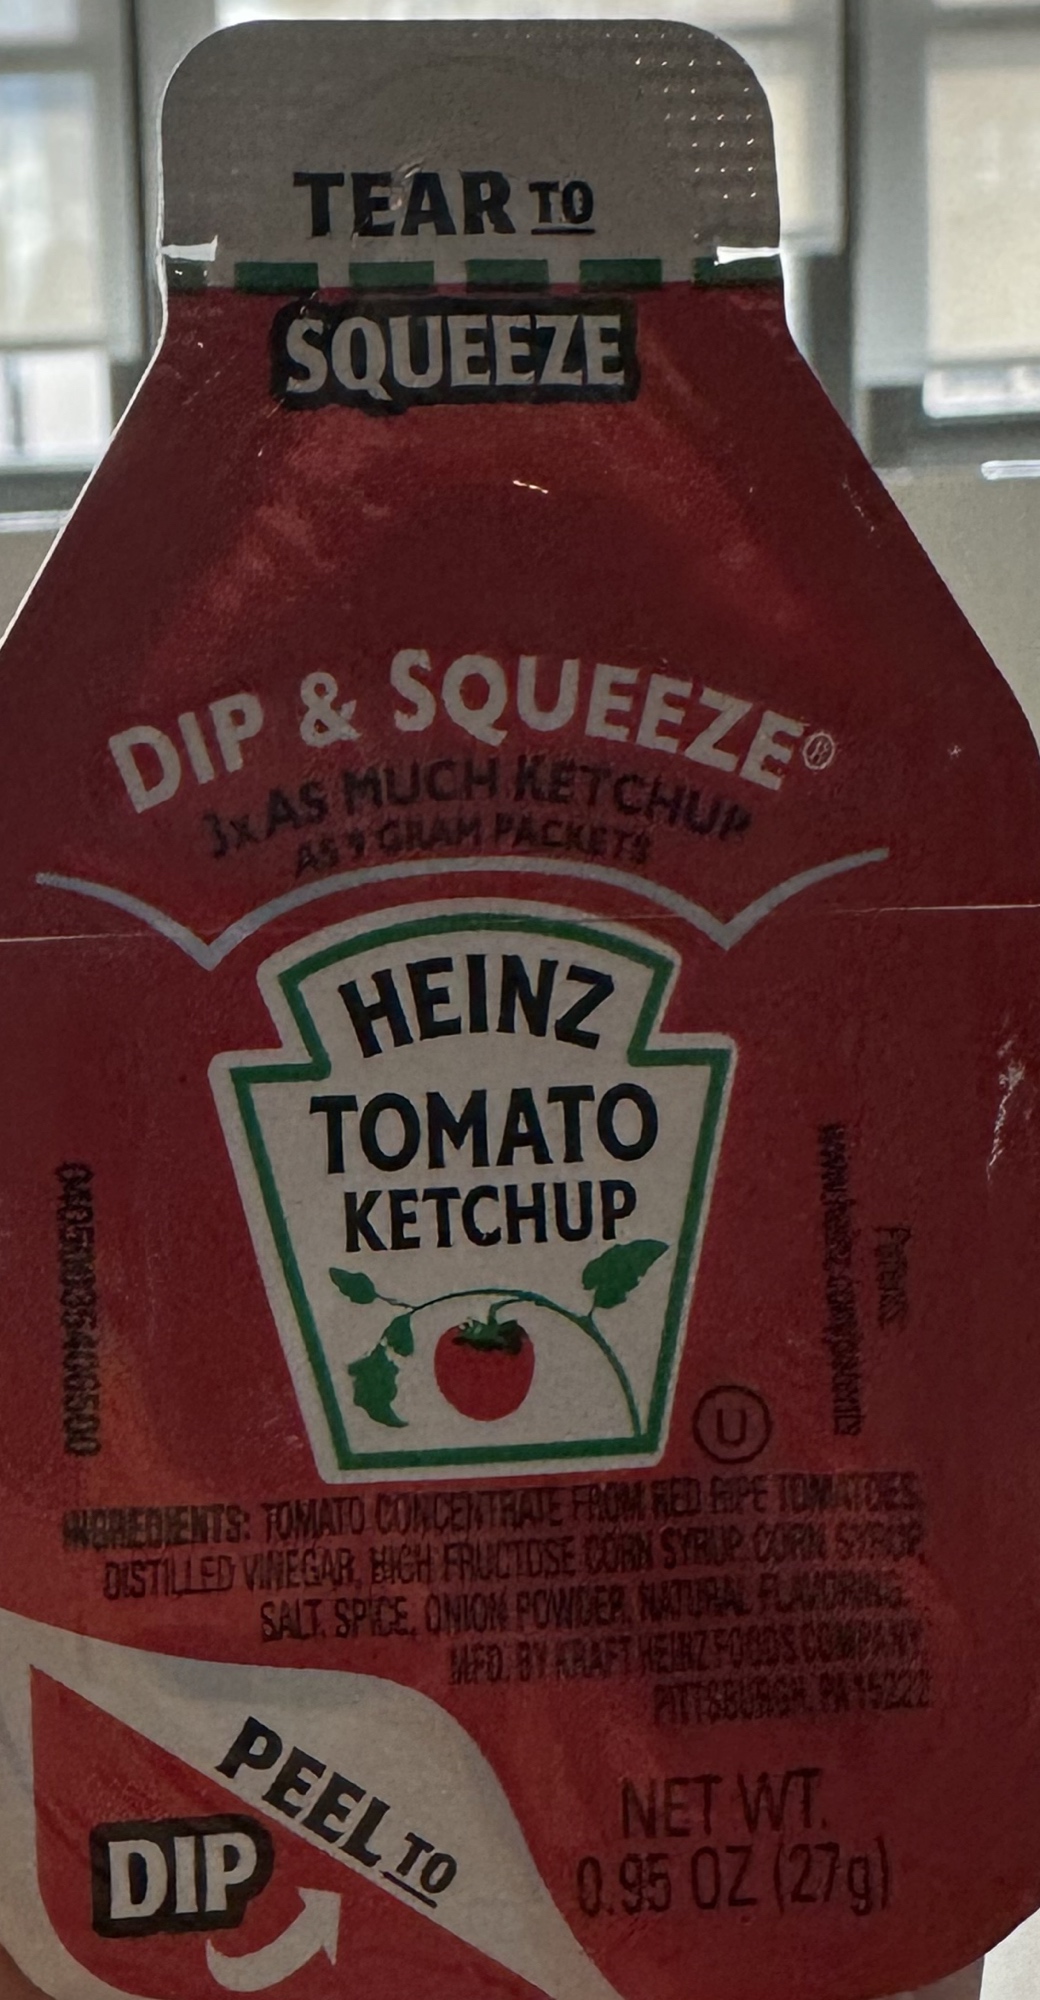 TEAR TO
SQUEEZE
DIP & SQUEEZE®
3x AS MUCH KETCHUP
AS 9 GRAM PACKETS
HEINZ
TOMATO
KETCHUP
U
INGREDIENTS: TOMATO CONCENTRATE FROM RED RIPE TOMATOES,
DISTILLED VINEGAR, HIGH FRUCTOSE CORN SYRUP, CORN SYRUP,
SALT, SPICE, ONION POWDER, NATURAL FLAVORING.
MFD. BY KRAFT HEINZ FOODS COMPANY
PITTSBURGH, PA 15222
PEEL TO
DIP
NET WT.
0.95 OZ (27g)